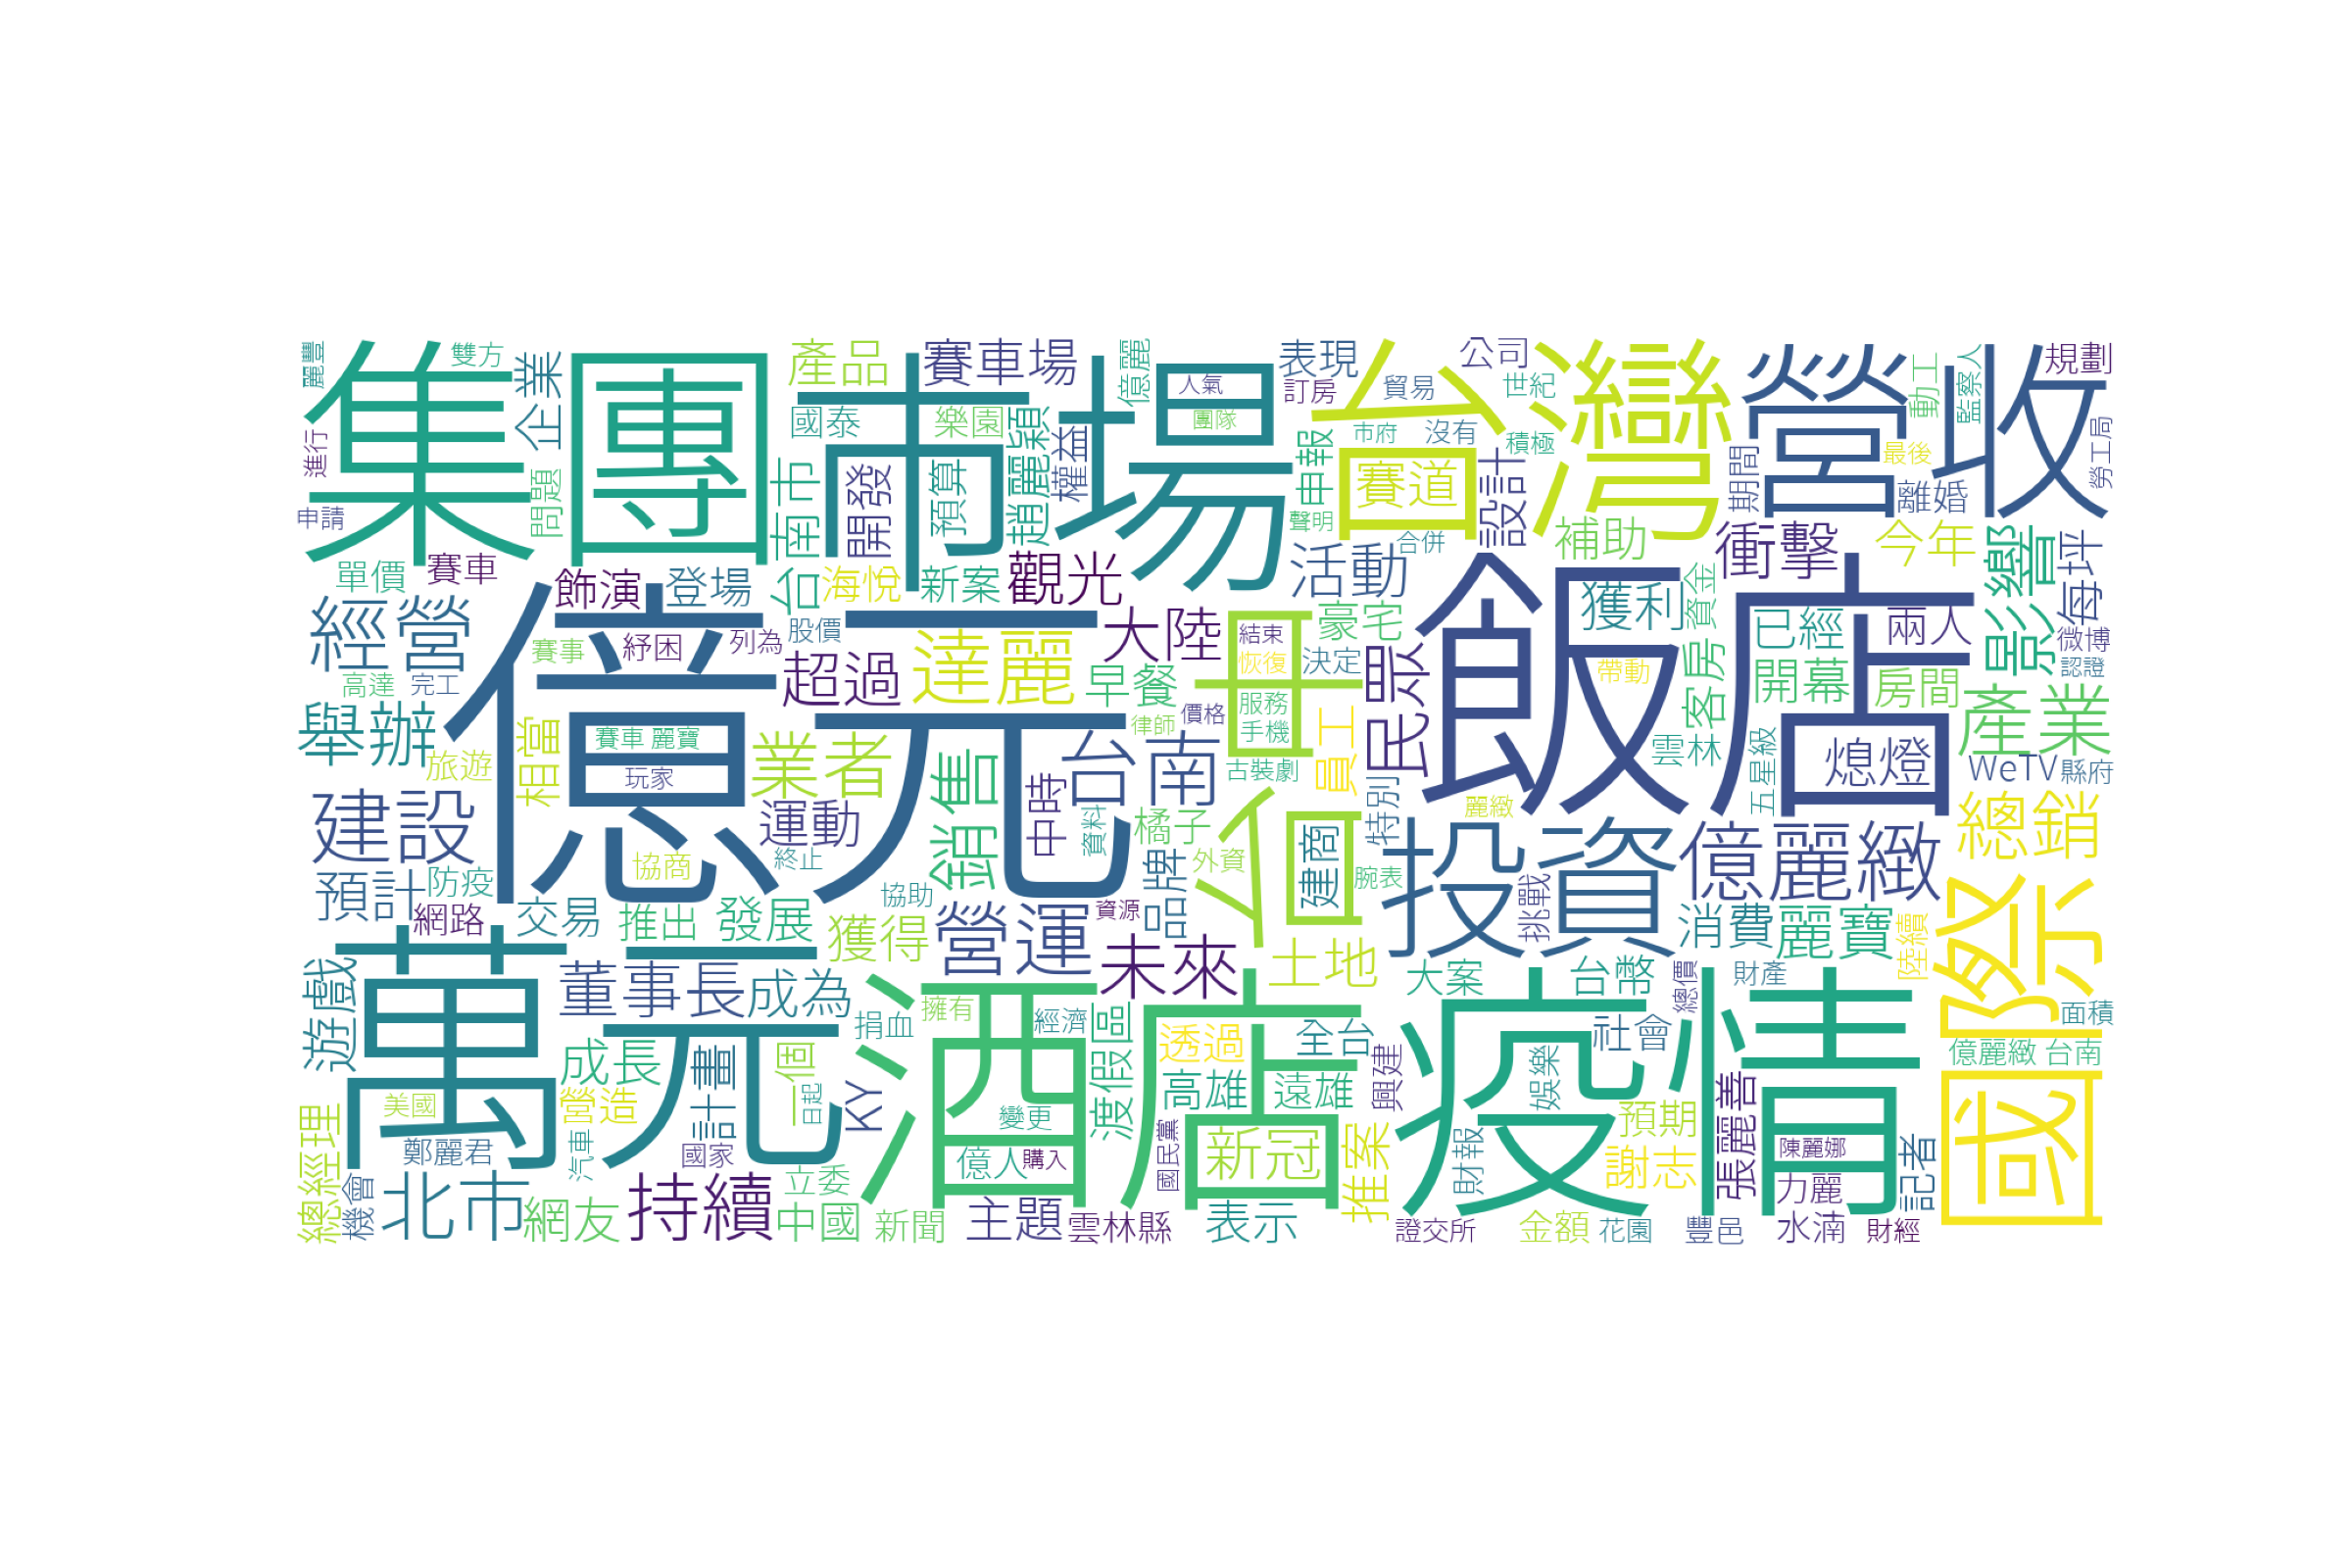 集團
市場
台灣
營收
億元
飯店
萬元
酒店
疫情
國際
合作
投資
麗豐
雙方
企業
產品
賽車場
億麗
表現
公司
動工
監察人
規劃
人氣
訂房
貿易
世紀
進行
國泰
樂園
團隊
市府
沒有
積極
期間
最後
勞工局
問題
申請
台南市
開發
預算
趙麗穎
權益
申報
賽道
設計
聲明
合併
補助
衝擊
離婚
今年
單價
賽車
飾演
登場
海悅
新案
觀光
活動
獲利
資金
影響
每坪
經營
賽事
紓困
列為
股價
大陸
結束
恢復
豪宅
決定
民眾
已經
兩人
微博
認證
高達
完工
超過
達麗
早餐
服務
手機
帶動
客房
開幕
房間
產業
舉辦
旅遊
柏富
賽車 麗寶
玩家
業者
律師
價格
古裝劇
員工
雲林
五星級
熄燈
WeTV
縣府
建設
運動
銷售
中時
台南
資料
橘子
麗緻
特別
億麗緻
總銷
預計
防疫
協商
終止
協助
品牌
外資
建商
腕表
挑戰
網路
交易
推出
發展
獲得
營運
資源
未來
土地
消費
麗寶
陸續
遊戲
董事長
成為
捐血
擁有
經濟
渡假區
透過
全台
大案
台幣
社會
總價
財產
面積
成長
計畫
一個
日起
KY
高雄
遠雄
興建
娛樂
億麗緻 台南
美國
營造
變更
預期
張麗善
陳麗娜
總經理
機會
鄭麗君
汽車
國家
立委
億人
購入
國民黨
新冠
推案
財報
謝志
力麗
記者
北市
網友
持續
中國
新聞
主題
雲林縣
表示
證交所
金額
花園
豐邑
水湳
財經